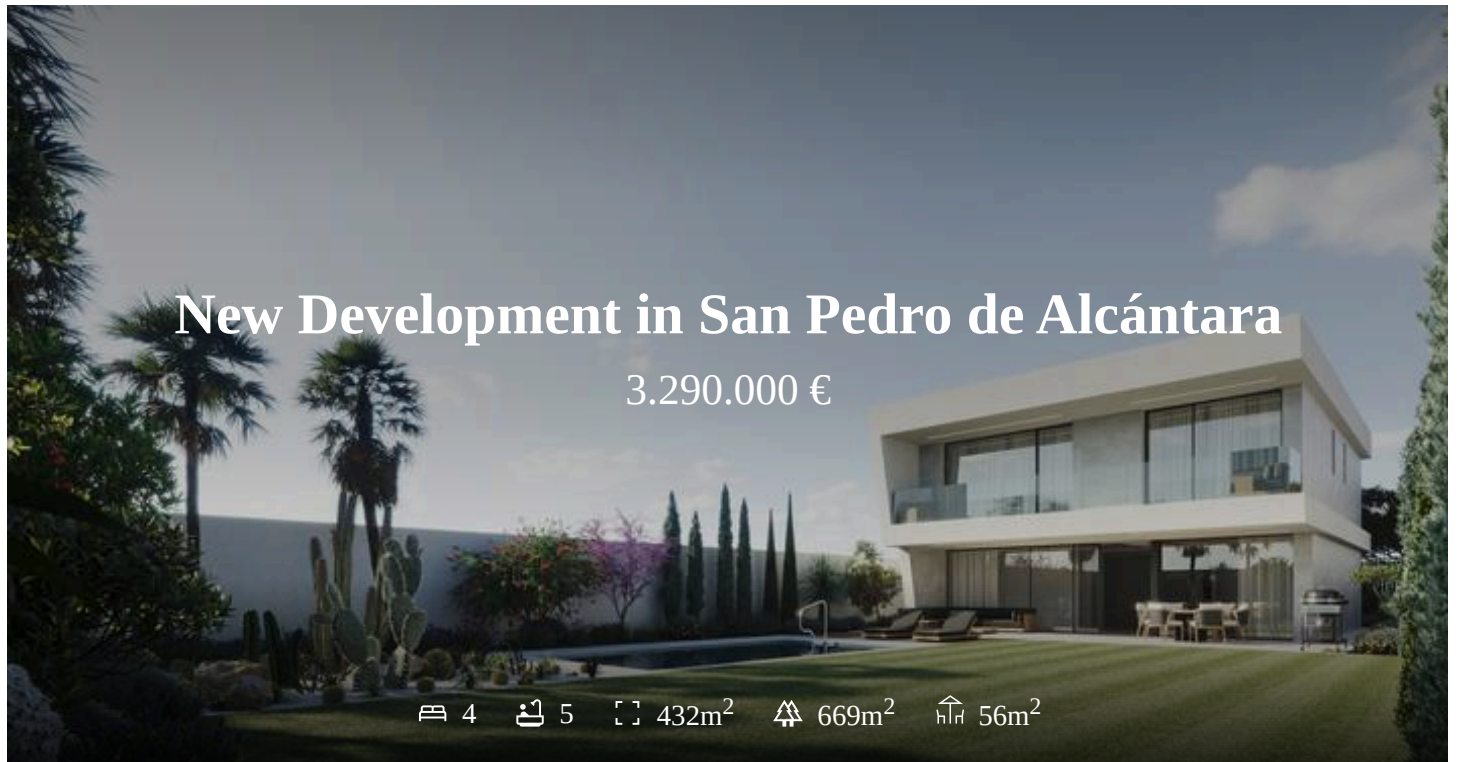 New Development in San Pedro de Alcántara
3.290.000 €
4 5 432m² 669m² 56m²